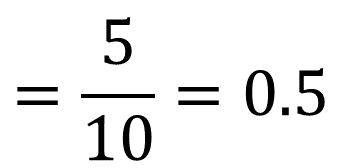 = 5/10 = 0.5